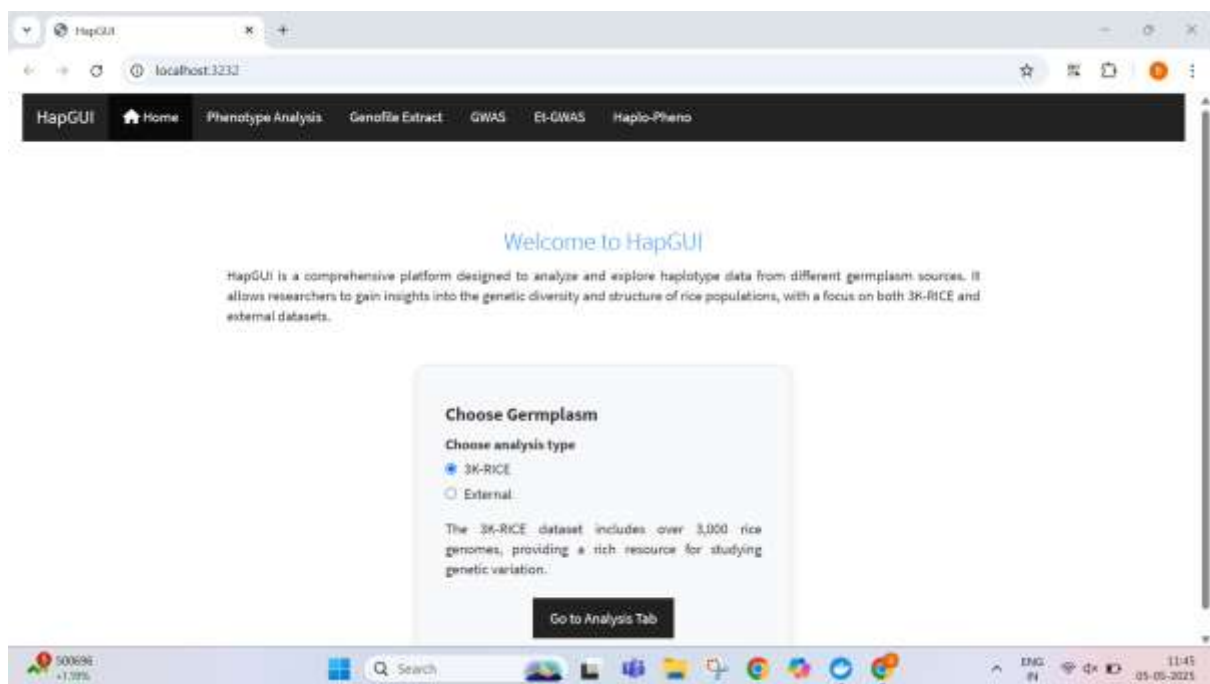 HapGUI
localhost:3232
HapGUI Home Phenotype Analysis Genofile Extract GWAS Et-GWAS Haplo-Pheno
Welcome to HapGUI
HapGUI is a comprehensive platform designed to analyze and explore haplotype data from different germplasm sources. It
allows researchers to gain insights into the genetic diversity and structure of rice populations, with a focus on both 3K-RICE and
external datasets.
Choose Germplasm
Choose analysis type
3K-RICE
External
The 3K-RICE dataset includes over 3,000 rice
genomes, providing a rich resource for studying
genetic variation.
Go to Analysis Tab
500696
+1.70%
Search
ENG
IN
11:45
05-05-2025